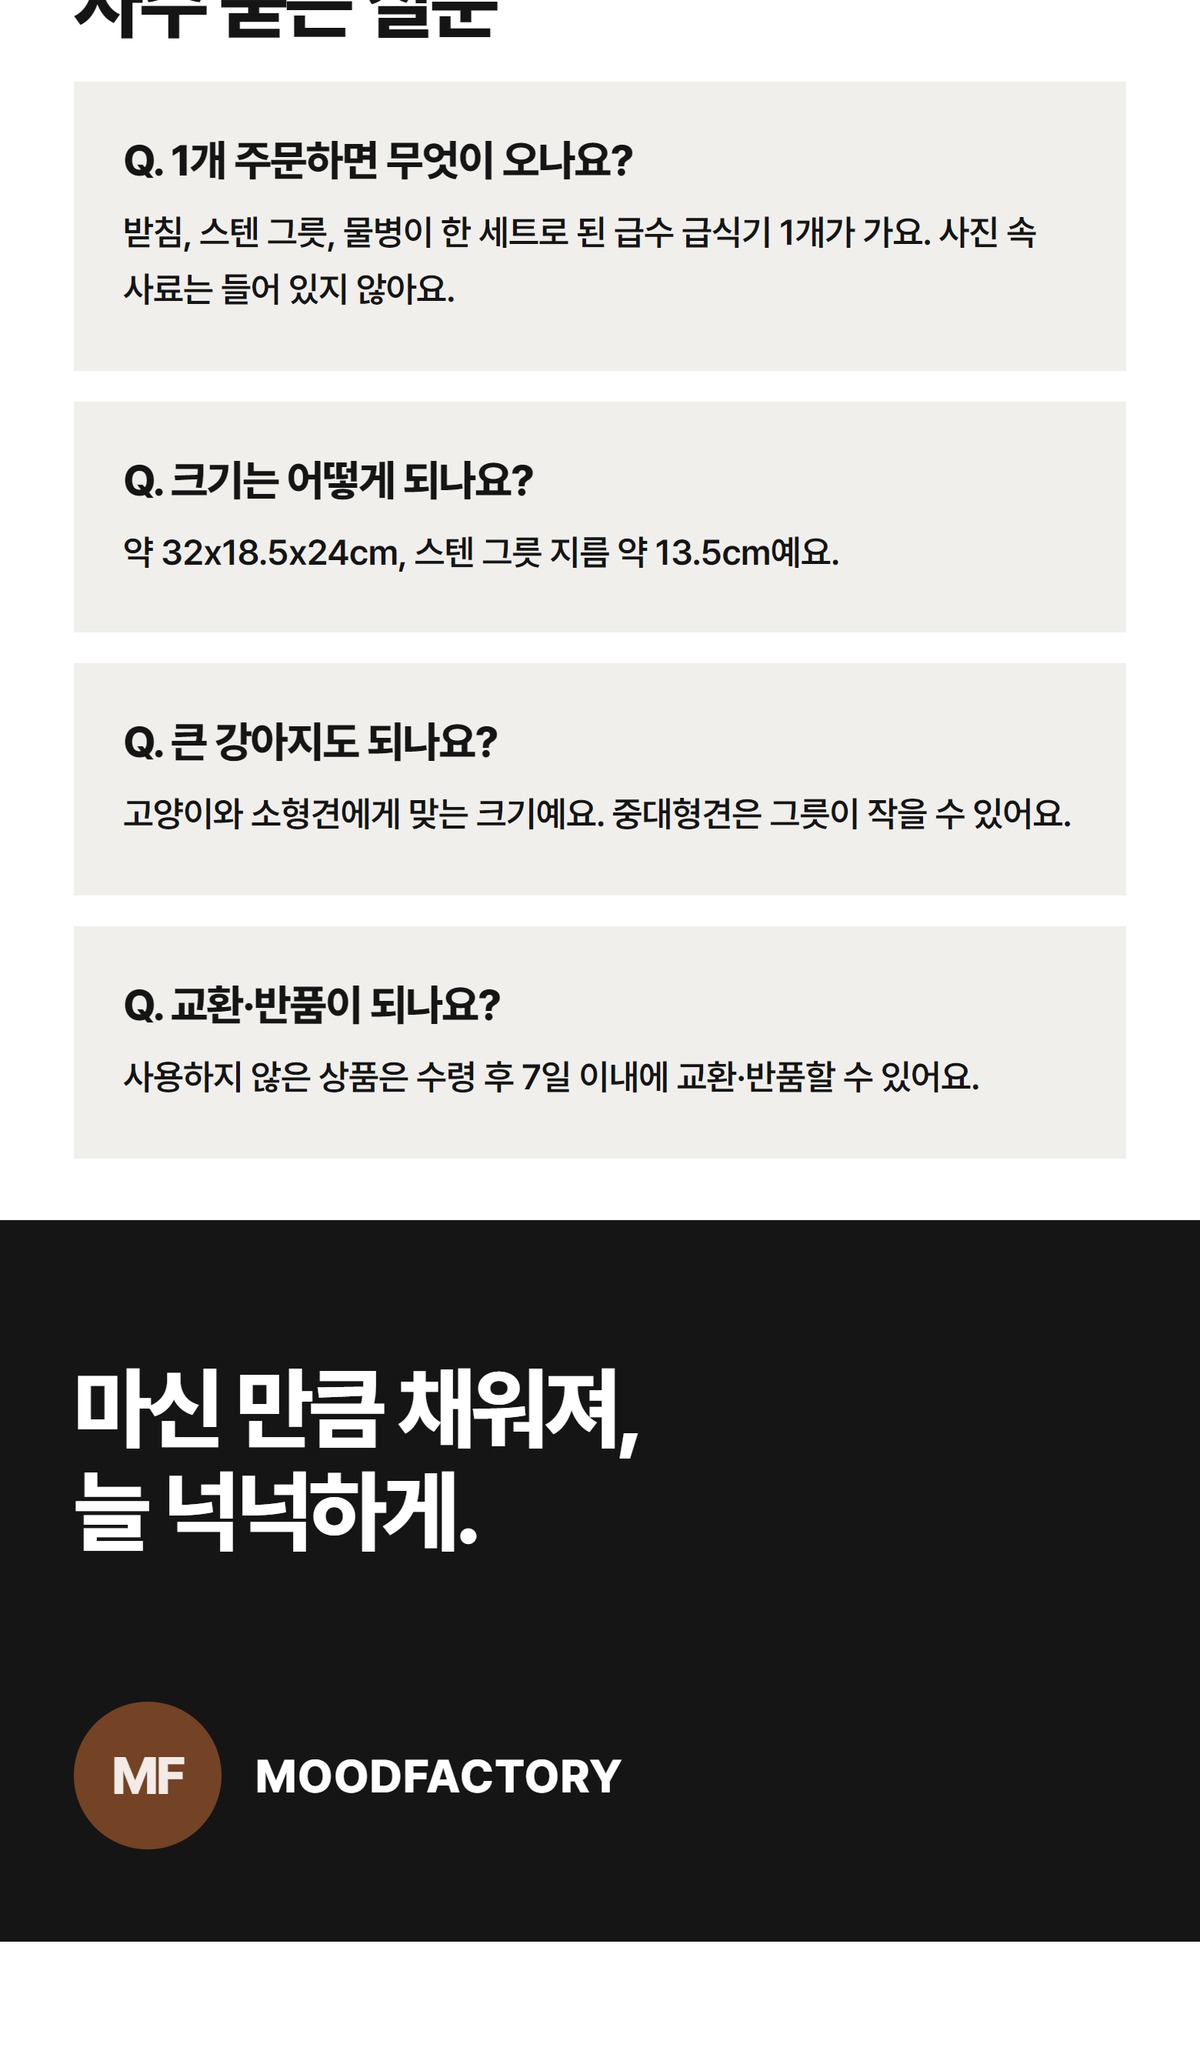 자주 묻는 질문
Q. 1개 주문하면 무엇이 오나요?
받침, 스텐 그릇, 물병이 한 세트로 된 급수 급식기 1개가 가요. 사진 속
사료는 들어 있지 않아요.
Q. 크기는 어떻게 되나요?
약 32x18.5x24cm, 스텐 그릇 지름 약 13.5cm예요.
Q. 큰 강아지도 되나요?
고양이와 소형견에게 맞는 크기예요. 중대형견은 그릇이 작을 수 있어요.
Q. 교환·반품이 되나요?
사용하지 않은 상품은 수령 후 7일 이내에 교환·반품할 수 있어요.
마신 만큼 채워져,
늘 넉넉하게.
MF
MOODFACTORY